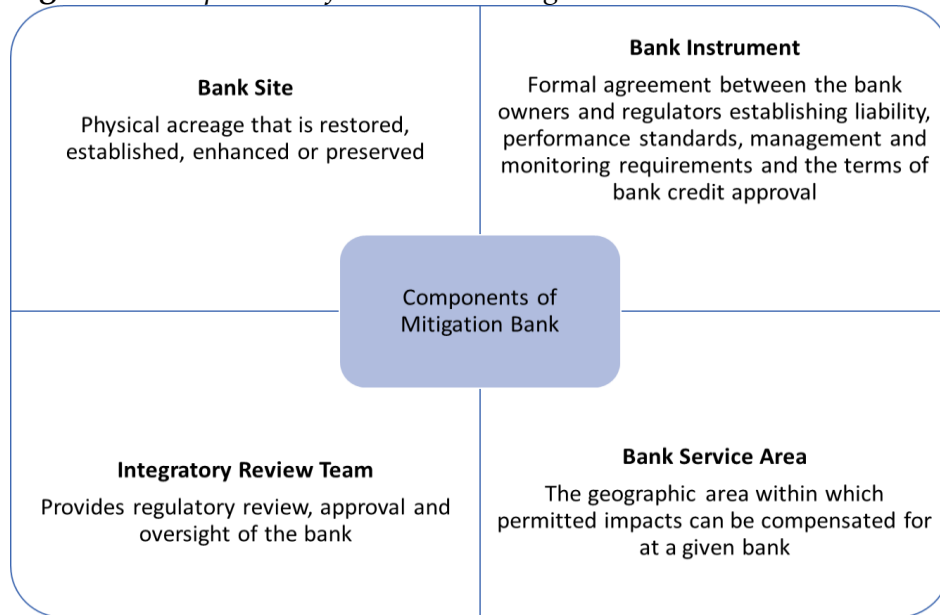 Bank Site
Physical acreage that is restored,
established, enhanced or preserved
Bank Instrument
Formal agreement between the bank
owners and regulators establishing liability,
performance standards, management and
monitoring requirements and the terms of
bank credit approval
Components of
Mitigation Bank
Integratory Review Team
Provides regulatory review, approval and
oversight of the bank
Bank Service Area
The geographic area within which
permitted impacts can be compensated for
at a given bank